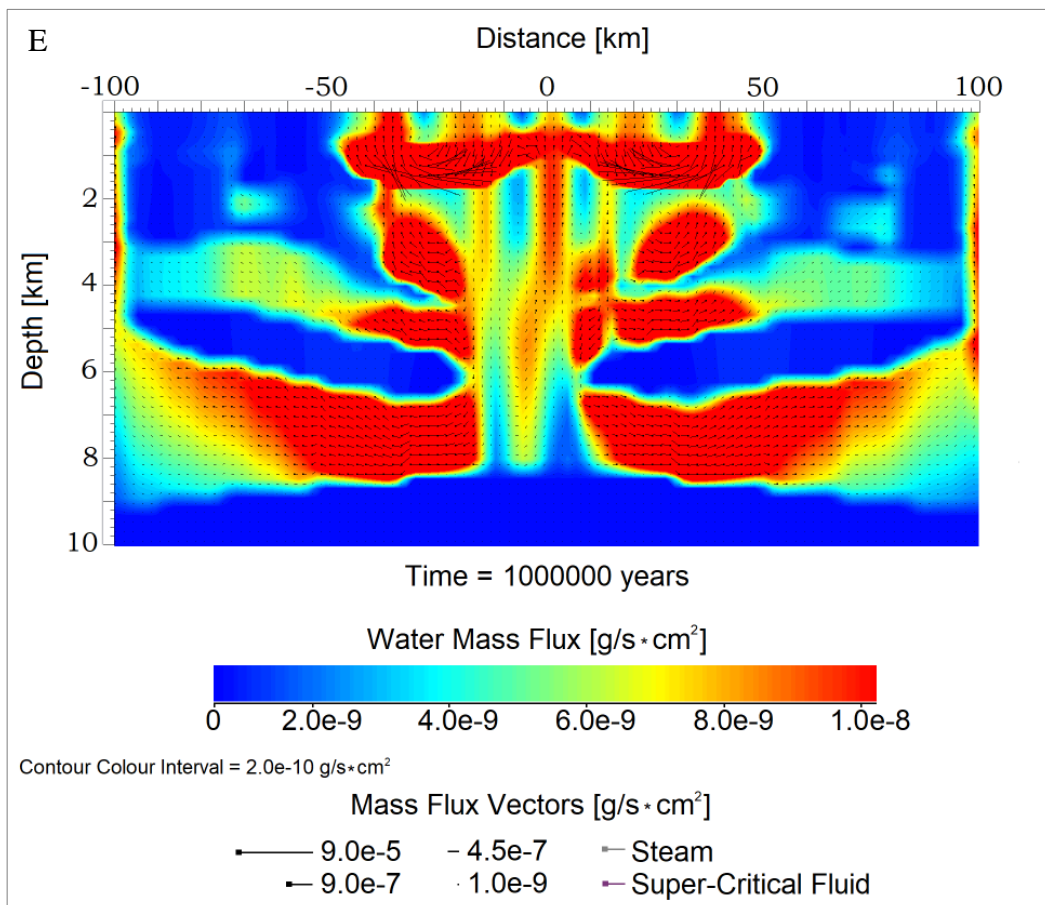 E
Distance [km]
-100 -50 0 50 100
2
4
6
8
10
Depth [km]
Time = 1000000 years
Water Mass Flux [g/s*cm²]
0 2.0e-9 4.0e-9 6.0e-9 8.0e-9 1.0e-8
Contour Colour Interval = 2.0e-10 g/s*cm²
Mass Flux Vectors [g/s*cm²]
9.0e-5 4.5e-7 Steam
9.0e-7 1.0e-9 Super-Critical Fluid